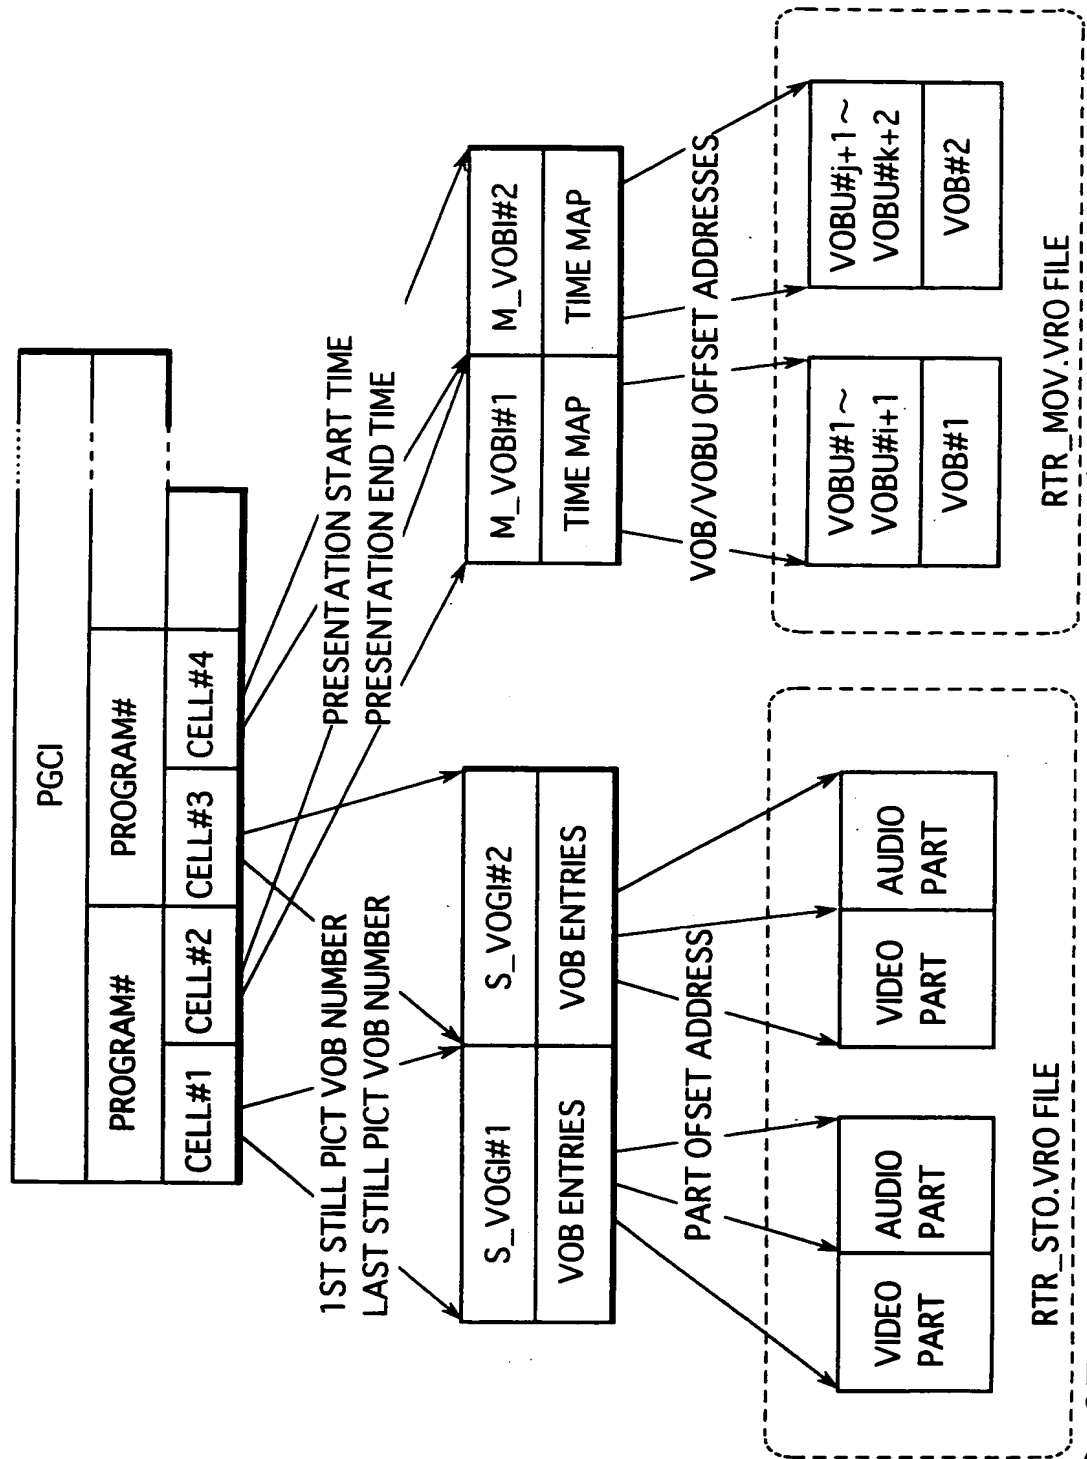 PGCI
PROGRAM#
PROGRAM#
CELL#1
CELL#2
CELL#3
CELL#4
1ST STILL PICT VOB NUMBER
LAST STILL PICT VOB NUMBER
PRESENTATION START TIME
PRESENTATION END TIME
S_VOGI#1
S_VOGI#2
VOB ENTRIES
VOB ENTRIES
M_VOBI#1
M_VOBI#2
TIME MAP
TIME MAP
PART OFSET ADDRESS
VOB/VOBU OFFSET ADDRESSES
VIDEO
PART
AUDIO
PART
VIDEO
PART
AUDIO
PART
RTR_STO.VRO FILE
VOBU#1~
VOBU#i+1
VOB#1
VOBU#j+1~
VOBU#k+2
VOB#2
RTR_MOV.VRO FILE